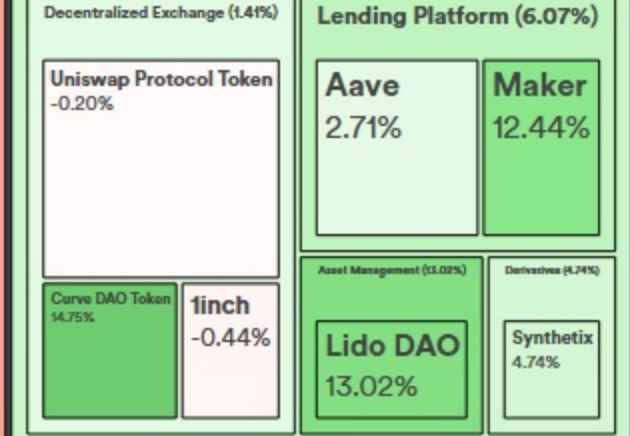 Decentralized Exchange (1.41%)
Uniswap Protocol Token
-0.20%
Curve DAO Token
14.75%
1inch
-0.44%
Lending Platform (6.07%)
Aave
2.71%
Maker
12.44%
Asset Management (13.02%)
Lido DAO
13.02%
Derivatives (4.74%)
Synthetix
4.74%